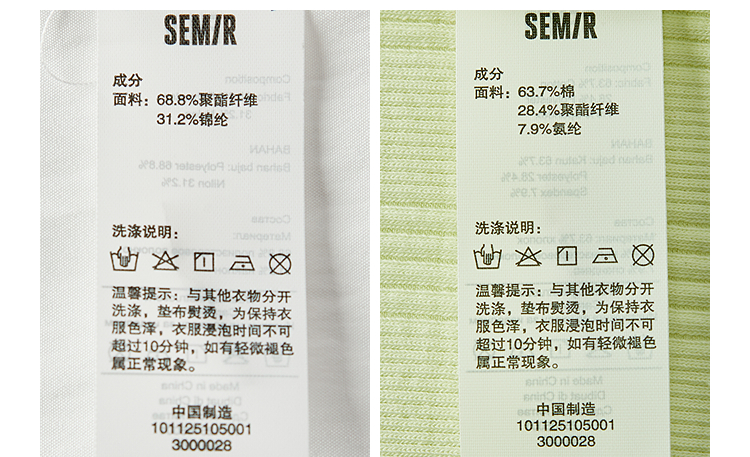 SEMIR
成分
面料：68.8%聚酯纤维
31.2%锦纶
洗涤说明：
温馨提示：与其他衣物分开
洗涤，垫布熨烫，为保持衣
服色泽，衣服浸泡时间不可
超过10分钟，如有轻微褪色
属正常现象。
中国制造
101125105001
3000028
SEMIR
成分
面料：63.7%棉
28.4%聚酯纤维
7.9%氨纶
洗涤说明：
温馨提示：与其他衣物分开
洗涤，垫布熨烫，为保持衣
服色泽，衣服浸泡时间不可
超过10分钟，如有轻微褪色
属正常现象。
中国制造
101125105001
3000028